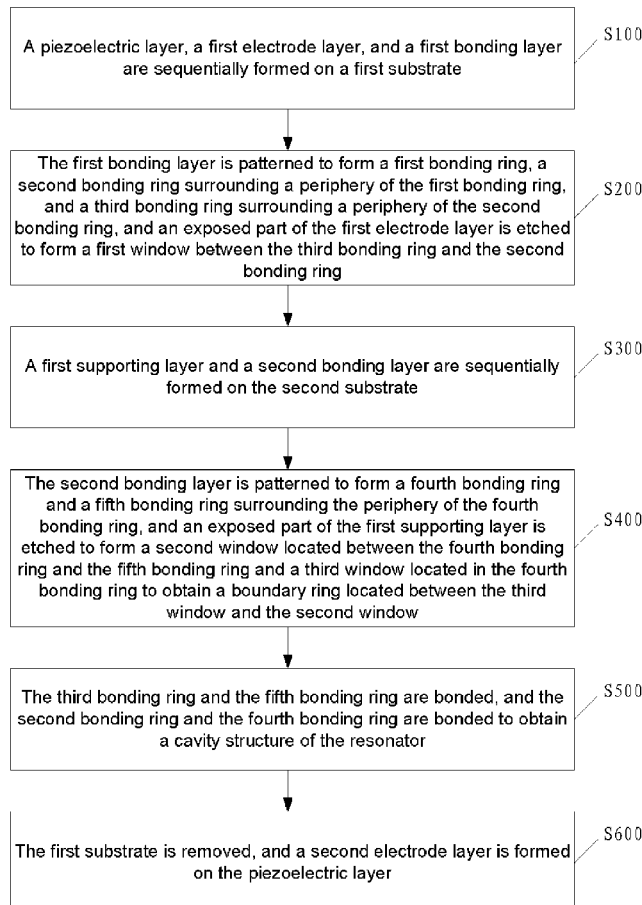 A piezoelectric layer, a first electrode layer, and a first bonding layer
are sequentially formed on a first substrate
S100
The first bonding layer is patterned to form a first bonding ring, a
second bonding ring surrounding a periphery of the first bonding ring,
and a third bonding ring surrounding a periphery of the second
bonding ring, and an exposed part of the first electrode layer is etched
to form a first window between the third bonding ring and the second
bonding ring
S200
A first supporting layer and a second bonding layer are sequentially
formed on the second substrate
S300
The second bonding layer is patterned to form a fourth bonding ring
and a fifth bonding ring surrounding the periphery of the fourth
bonding ring, and an exposed part of the first supporting layer is
etched to form a second window located between the fourth bonding
ring and the fifth bonding ring and a third window located in the fourth
bonding ring to obtain a boundary ring located between the third
window and the second window
S400
The third bonding ring and the fifth bonding ring are bonded, and the
second bonding ring and the fourth bonding ring are bonded to obtain
a cavity structure of the resonator
S500
The first substrate is removed, and a second electrode layer is formed
on the piezoelectric layer
S600